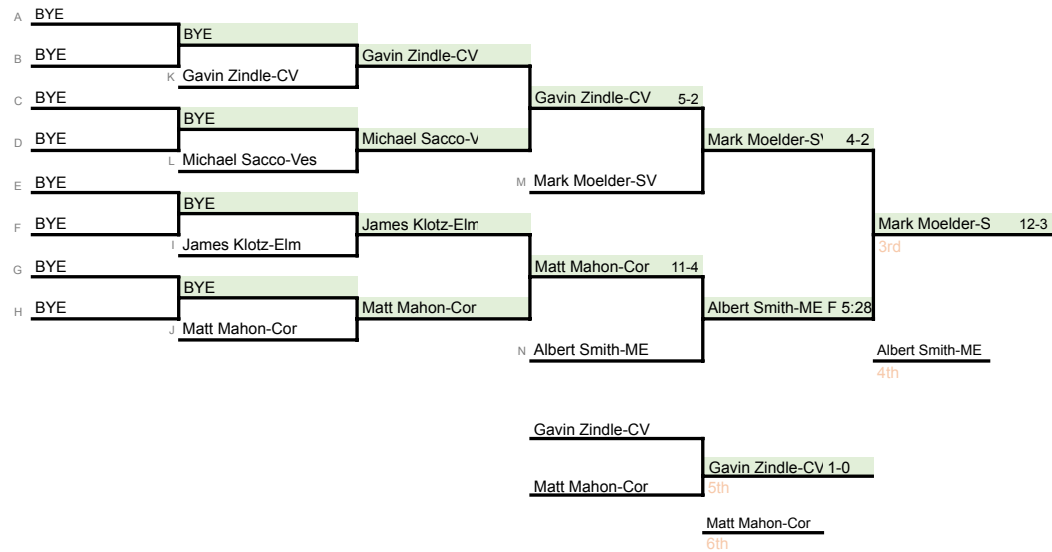 A BYE
BYE
B BYE
Gavin Zindle-CV
K Gavin Zindle-CV
Gavin Zindle-CV 5-2
C BYE
BYE
D BYE
Michael Sacco-V
Mark Moelder-S 4-2
L Michael Sacco-Ves
M Mark Moelder-SV
E BYE
BYE
F BYE
James Klotz-Elm
Mark Moelder-S 12-3
I James Klotz-Elm
3rd
G BYE
Matt Mahon-Cor 11-4
BYE
H BYE
Matt Mahon-Cor
Albert Smith-ME F 5:28
J Matt Mahon-Cor
N Albert Smith-ME
Albert Smith-ME
4th
Gavin Zindle-CV
Gavin Zindle-CV 1-0
Matt Mahon-Cor
5th
Matt Mahon-Cor
6th